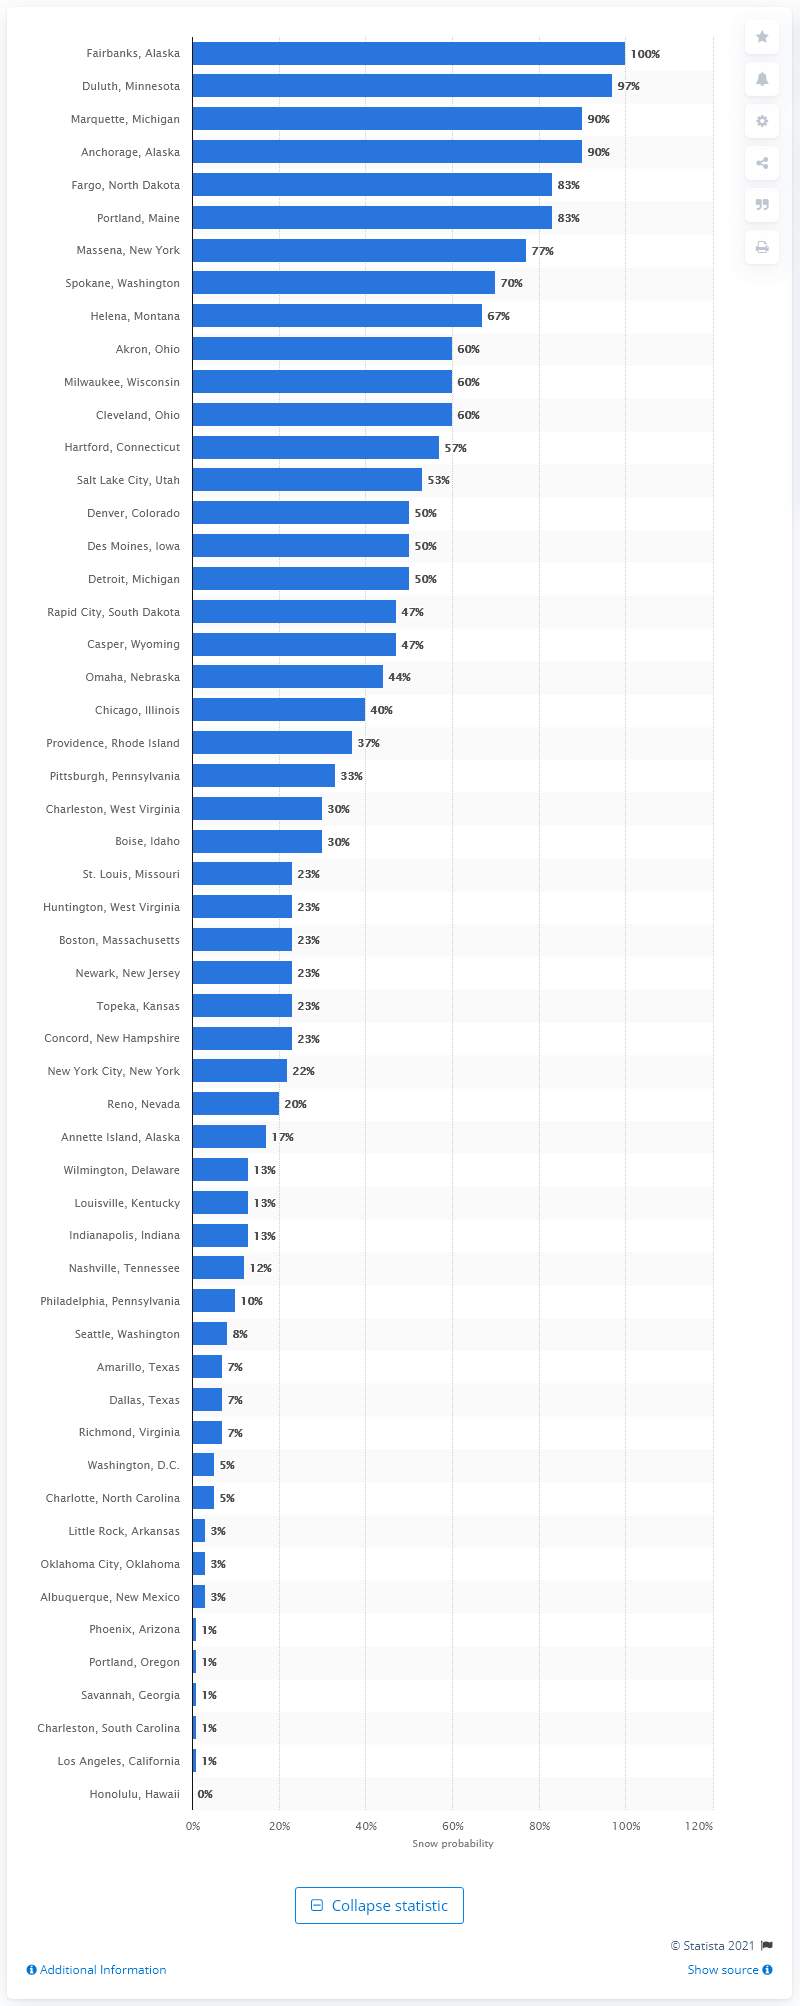 Fairbanks, Alaska 100%
Duluth, Minnesota 97%
Marquette, Michigan 90%
Anchorage, Alaska 90%
Fargo, North Dakota 83%
Portland, Maine 83%
Massena, New York 77%
Spokane, Washington 70%
Helena, Montana 67%
Akron, Ohio 60%
Milwaukee, Wisconsin 60%
Cleveland, Ohio 60%
Hartford, Connecticut 57%
Salt Lake City, Utah 53%
Denver, Colorado 50%
Des Moines, Iowa 50%
Detroit, Michigan 50%
Rapid City, South Dakota 47%
Casper, Wyoming 47%
Omaha, Nebraska 44%
Chicago, Illinois 40%
Providence, Rhode Island 37%
Pittsburgh, Pennsylvania 33%
Charleston, West Virginia 30%
Boise, Idaho 30%
St. Louis, Missouri 23%
Huntington, West Virginia 23%
Boston, Massachusetts 23%
Newark, New Jersey 23%
Topeka, Kansas 23%
Concord, New Hampshire 23%
New York City, New York 22%
Reno, Nevada 20%
Annette Island, Alaska 17%
Wilmington, Delaware 13%
Louisville, Kentucky 13%
Indianapolis, Indiana 13%
Nashville, Tennessee 12%
Philadelphia, Pennsylvania 10%
Seattle, Washington 8%
Amarillo, Texas 7%
Dallas, Texas 7%
Richmond, Virginia 7%
Washington, D.C. 5%
Charlotte, North Carolina 5%
Little Rock, Arkansas 3%
Oklahoma City, Oklahoma 3%
Albuquerque, New Mexico 3%
Phoenix, Arizona 1%
Portland, Oregon 1%
Savannah, Georgia 1%
Charleston, South Carolina 1%
Los Angeles, California 1%
Honolulu, Hawaii 0%
0% 20% 40% 60% 80% 100% 120%
Snow probability
Collapse statistic
© Statista 2021
Additional Information Show source